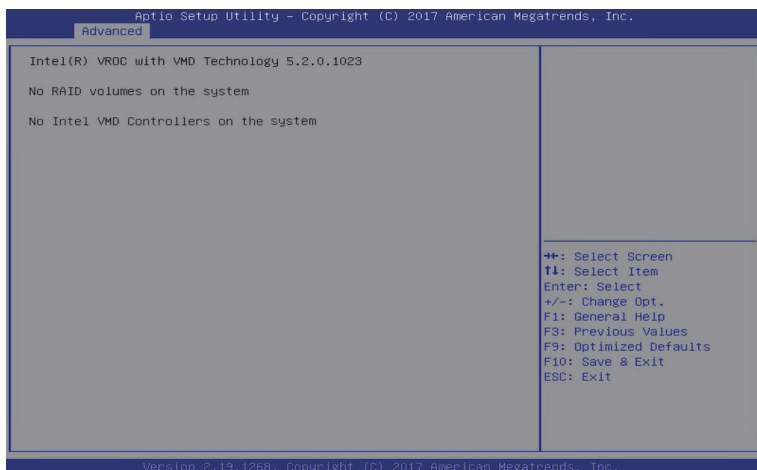 Aptio Setup Utility – Copyright (C) 2017 American Megatrends, Inc.
Advanced
Intel(R) VROC with VMD Technology 5.2.0.1023
No RAID volumes on the system
No Intel VMD Controllers on the system
→←: Select Screen
↑↓: Select Item
Enter: Select
+/-: Change Opt.
F1: General Help
F3: Previous Values
F9: Optimized Defaults
F10: Save & Exit
ESC: Exit
Version 2.19.1268. Copyright (C) 2017 American Megatrends, Inc.